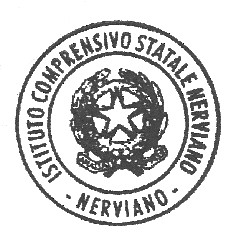 ISTITUTO COMPRENSIVO STATALE NERVIANO
- NERVIANO -